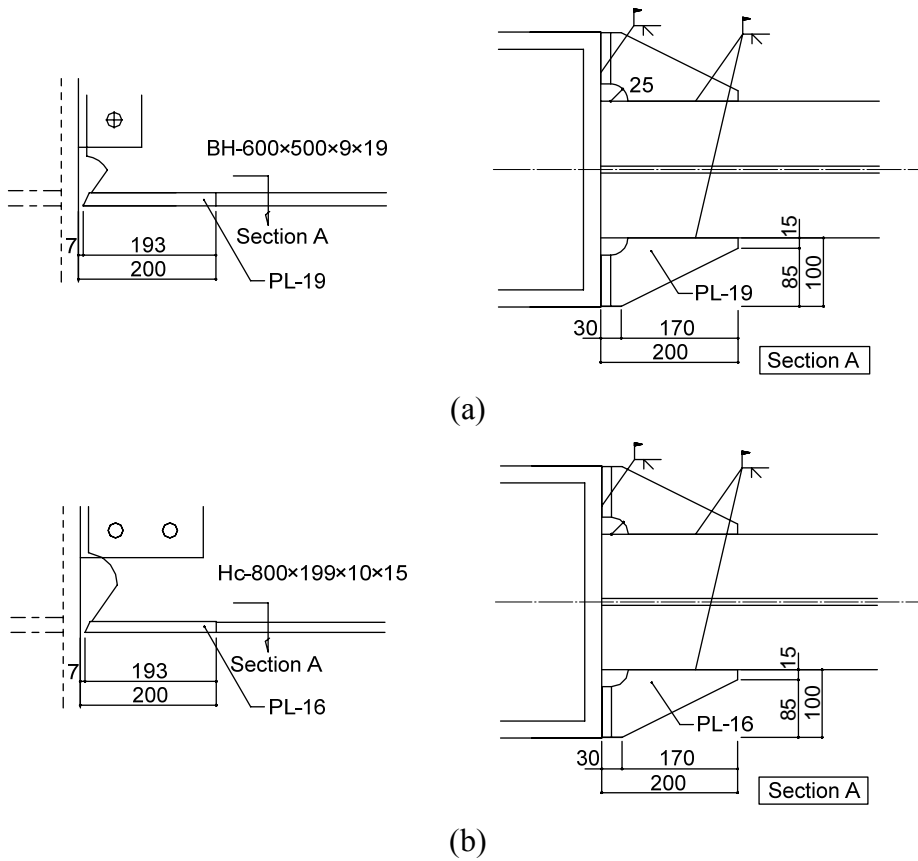 25
BH-600×500×9×19
Section A
7
193
200
PL-19
15
85
100
PL-19
30
170
200
Section A
(a)
Hc-800×199×10×15
Section A
7
193
200
PL-16
15
85
100
PL-16
30
170
200
Section A
(b)